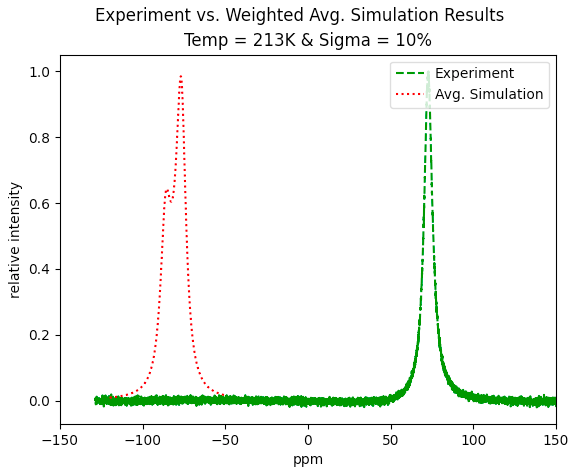 Experiment vs. Weighted Avg. Simulation Results
Temp = 213K & Sigma = 10%
Experiment
Avg. Simulation
relative intensity
1.0
0.8
0.6
0.4
0.2
0.0
−150
−100
−50
0
50
100
150
ppm